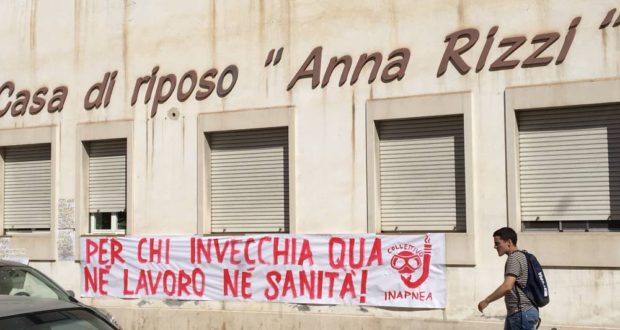 Casa di riposo "Anna Rizzi"
PER CHI INVECCHIA QUA
NÉ LAVORO NÉ SANITÀ!
COLLETTIVO
INAPNEA